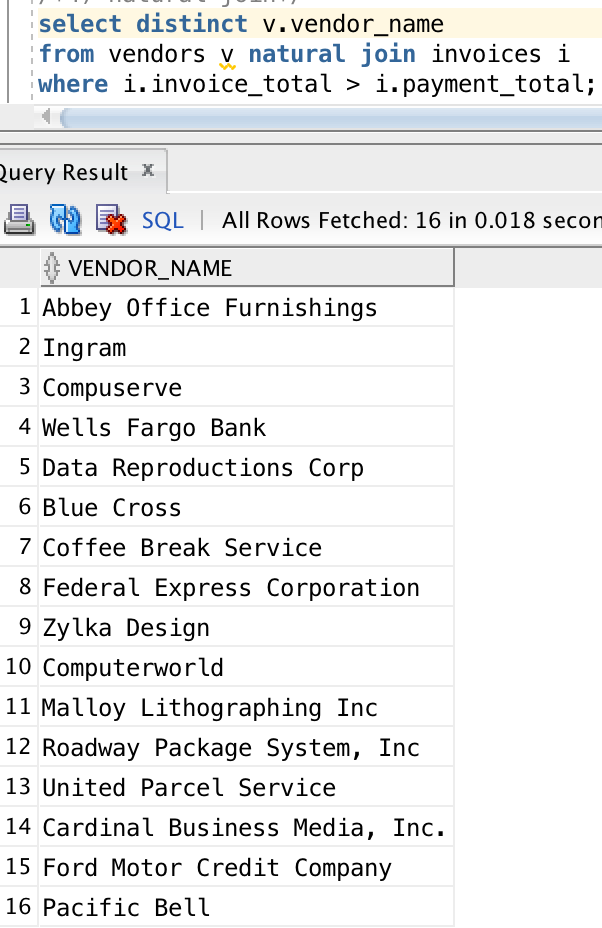 select distinct v.vendor_name
from vendors v natural join invoices i
where i.invoice_total > i.payment_total;
Query Result x
SQL | All Rows Fetched: 16 in 0.018 secon
VENDOR_NAME
1 Abbey Office Furnishings
2 Ingram
3 Compuserve
4 Wells Fargo Bank
5 Data Reproductions Corp
6 Blue Cross
7 Coffee Break Service
8 Federal Express Corporation
9 Zylka Design
10 Computerworld
11 Malloy Lithographing Inc
12 Roadway Package System, Inc
13 United Parcel Service
14 Cardinal Business Media, Inc.
15 Ford Motor Credit Company
16 Pacific Bell